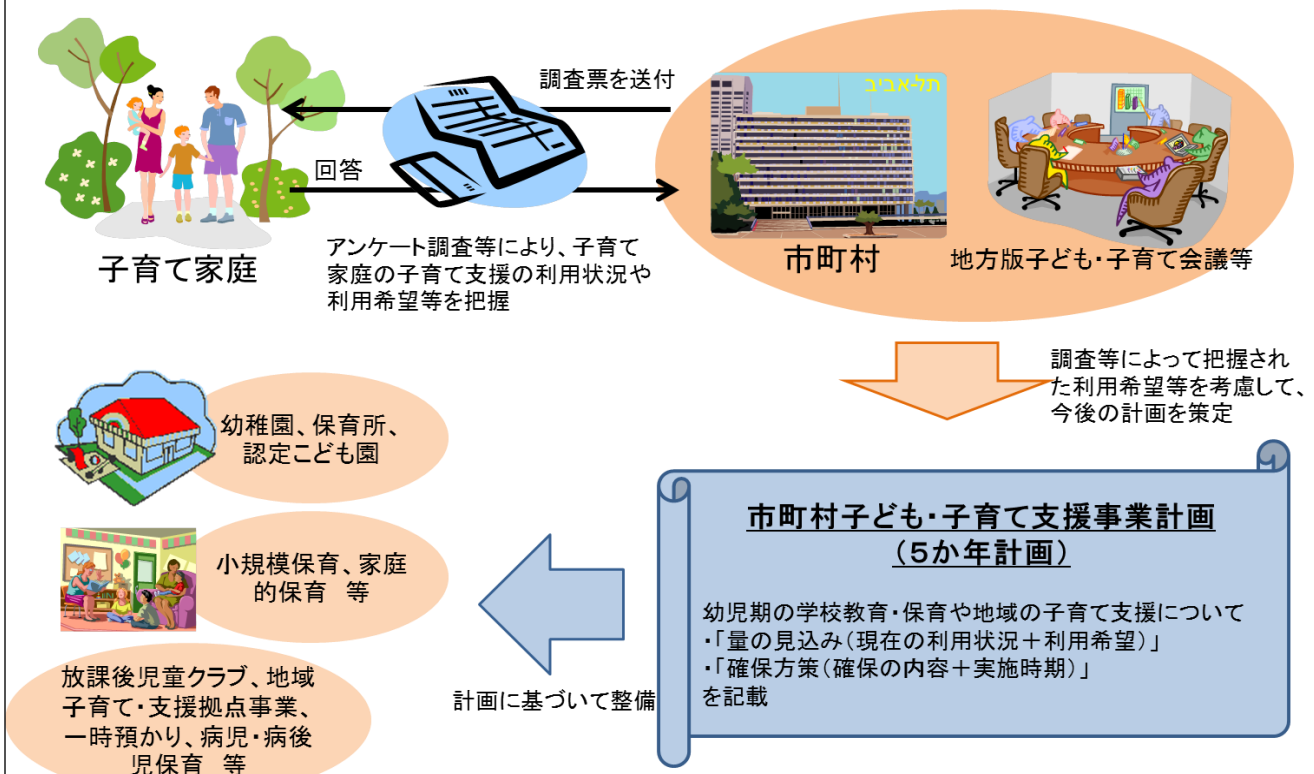 調査票を送付
回答
תל-אביב
子育て家庭
アンケート調査等により、子育て
家庭の子育て支援の利用状況や
利用希望等を把握
市町村
地方版子ども・子育て会議等
調査等によって把握され
た利用希望等を考慮して、
今後の計画を策定
幼稚園、保育所、
認定こども園
小規模保育、家庭
的保育　等
放課後児童クラブ、地域
子育て・支援拠点事業、
一時預かり、病児・病後
児保育　等
計画に基づいて整備
市町村子ども・子育て支援事業計画
（５か年計画）
幼児期の学校教育・保育や地域の子育て支援について
・「量の見込み（現在の利用状況＋利用希望）」
・「確保方策（確保の内容＋実施時期）」
を記載